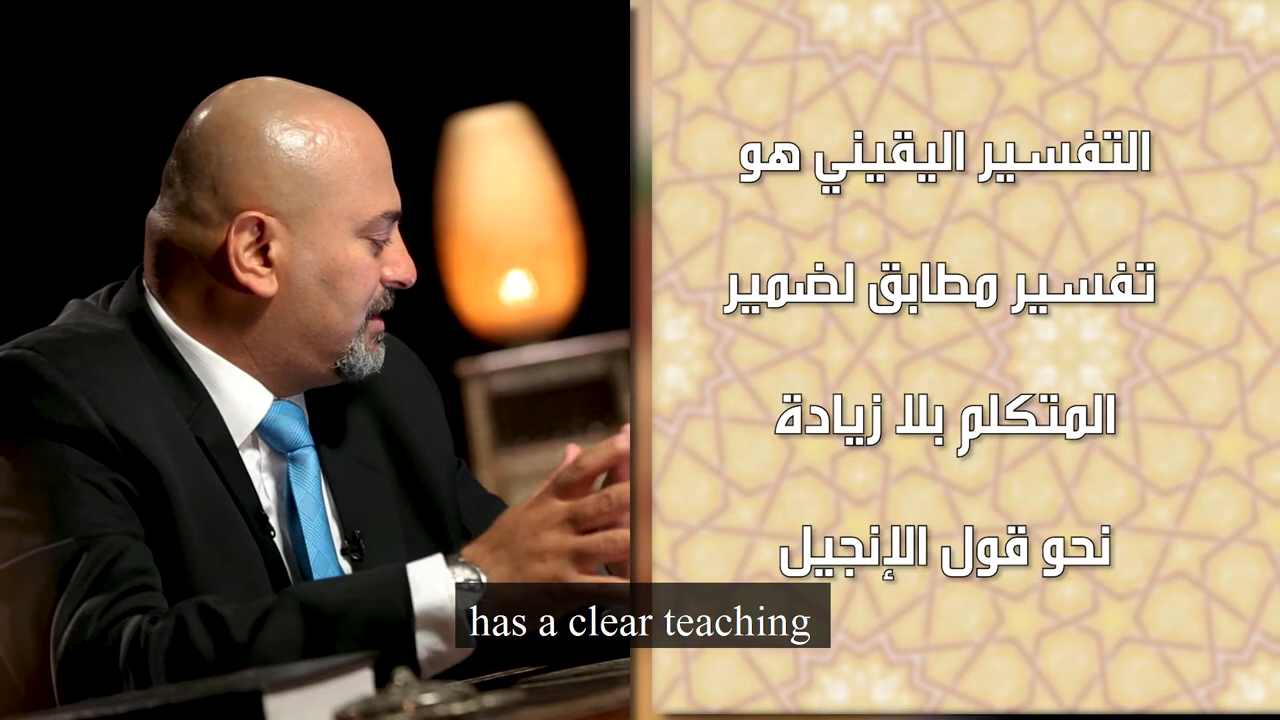 التفسير اليقيني هو
تفسير مطابق لضمير
المتكلم بلا زيادة
نحو قول الإنجيل
has a clear teaching